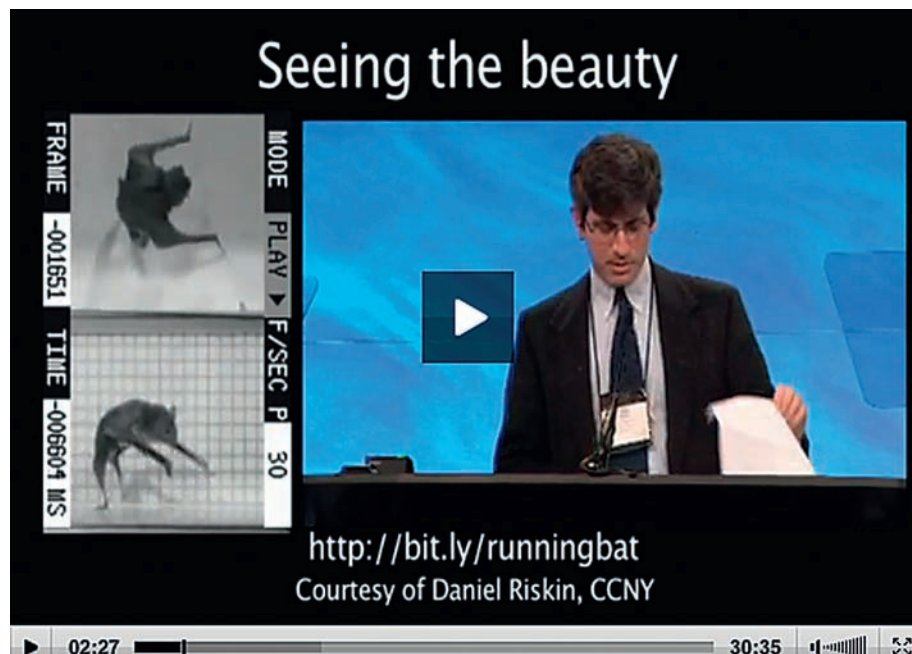 Seeing the beauty
FRAME -001651 TIME -006604 MS
MODE PLAY F/SEC P 30
http://bit.ly/runningbat
Courtesy of Daniel Riskin, CCNY
02:27
30:35